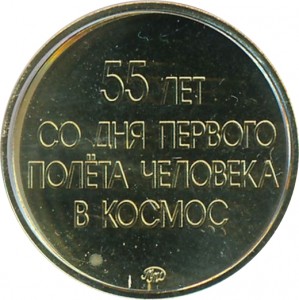 55 ЛЕТ
СО ДНЯ ПЕРВОГО
ПОЛЁТА ЧЕЛОВЕКА
В КОСМОС